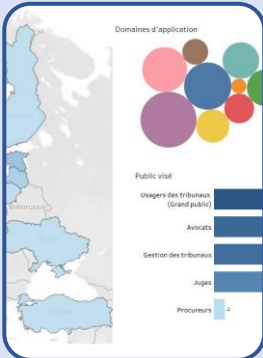 Domaines d'application
Public visé
Usagers des tribunaux
(Grand public)
Avocats
Gestion des tribunaux
Juges
Procureurs
4